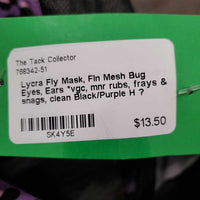 The Tack Collector
768342-51
Lycra Fly Mask, Fin Mesh Bug
Eyes, Ears *vgc, mnr rubs, frays &
snags, clean Black/Purple H ?
SK4Y5E
$13.50